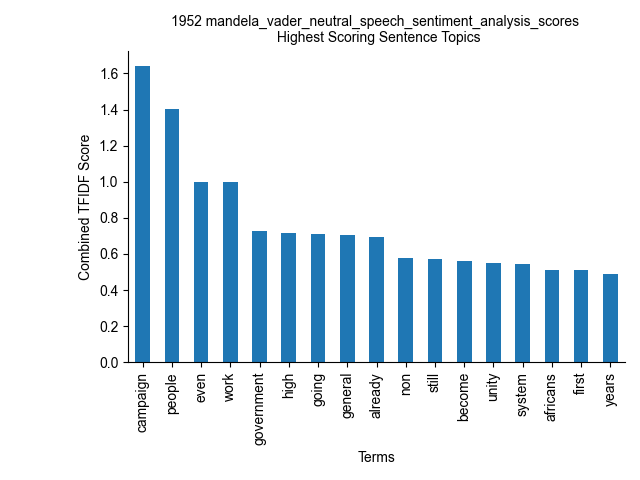 1952 mandela_vader_neutral_speech_sentiment_analysis_scores
Highest Scoring Sentence Topics
Combined TFIDF Score
1.6
1.4
1.2
1.0
0.8
0.6
0.4
0.2
0.0
campaign
people
even
work
government
high
going
general
already
non
still
become
unity
system
africans
first
years
Terms